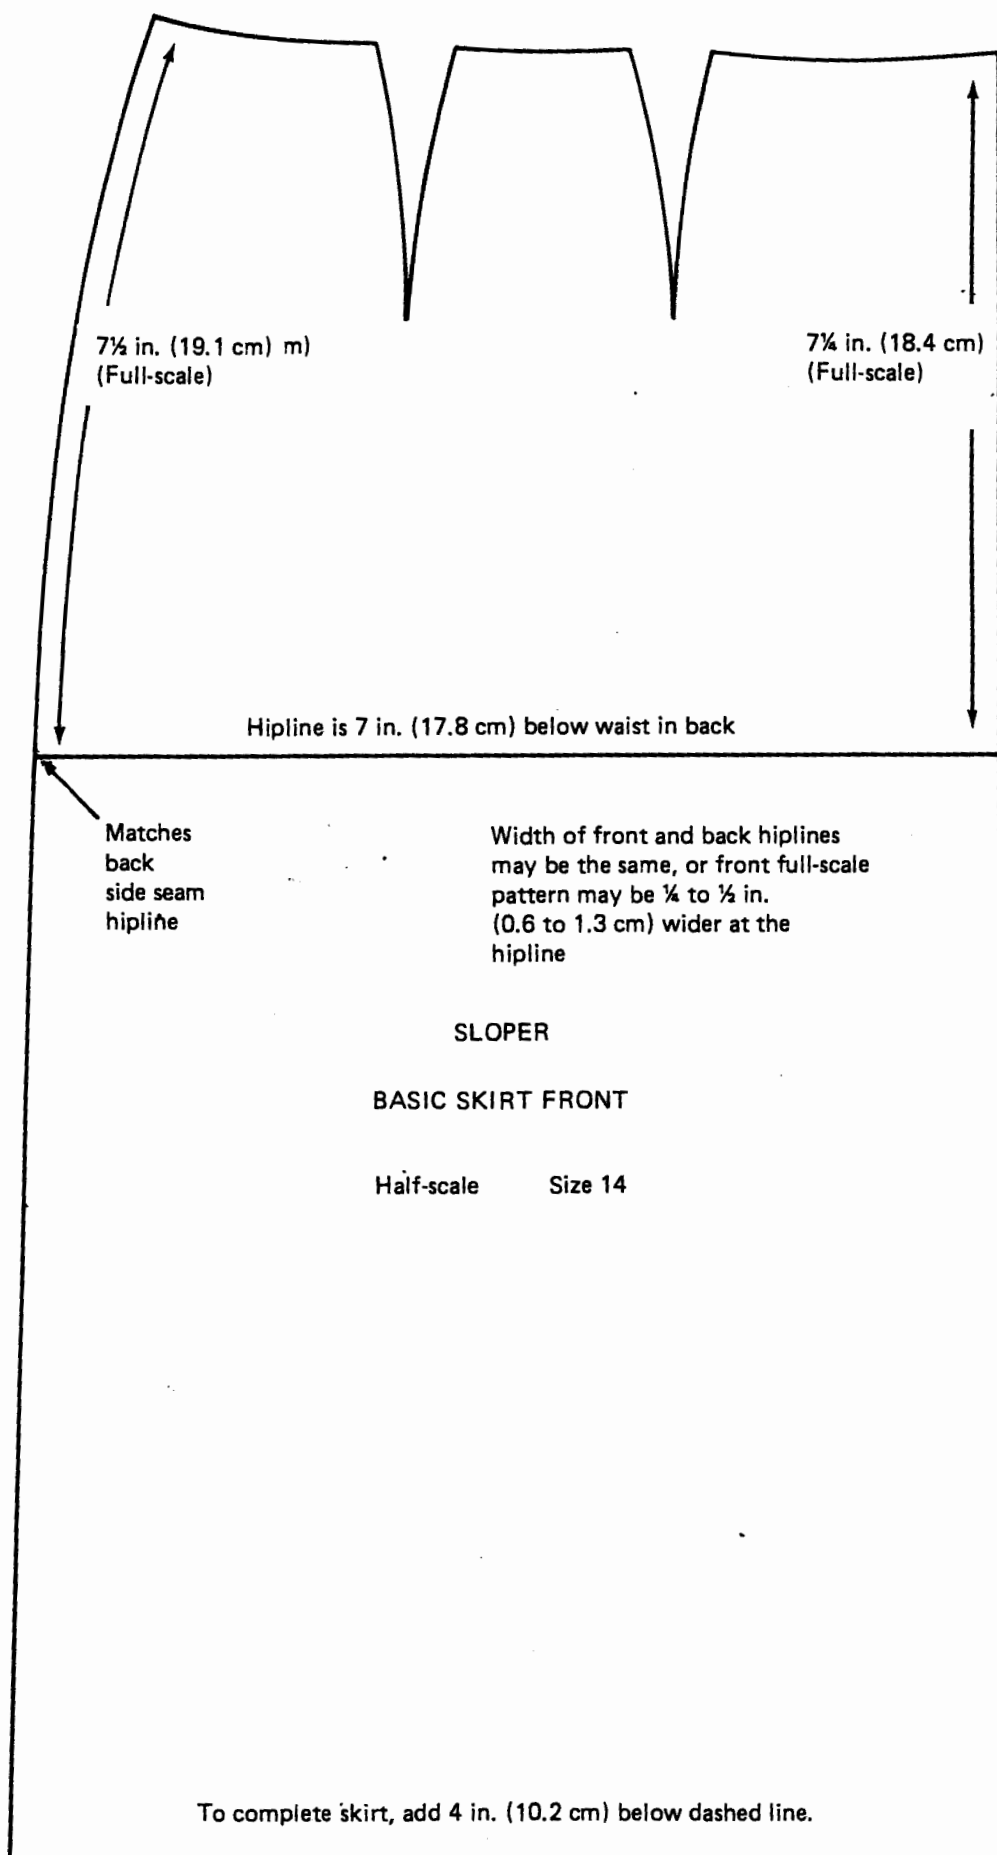 7½ in. (19.1 cm) m)
(Full-scale)
7¼ in. (18.4 cm)
(Full-scale)
Hipline is 7 in. (17.8 cm) below waist in back
Matches
back
side seam
hipline
Width of front and back hiplines
may be the same, or front full-scale
pattern may be ¼ to ½ in.
(0.6 to 1.3 cm) wider at the
hipline
SLOPER
BASIC SKIRT FRONT
Half-scale Size 14
To complete skirt, add 4 in. (10.2 cm) below dashed line.